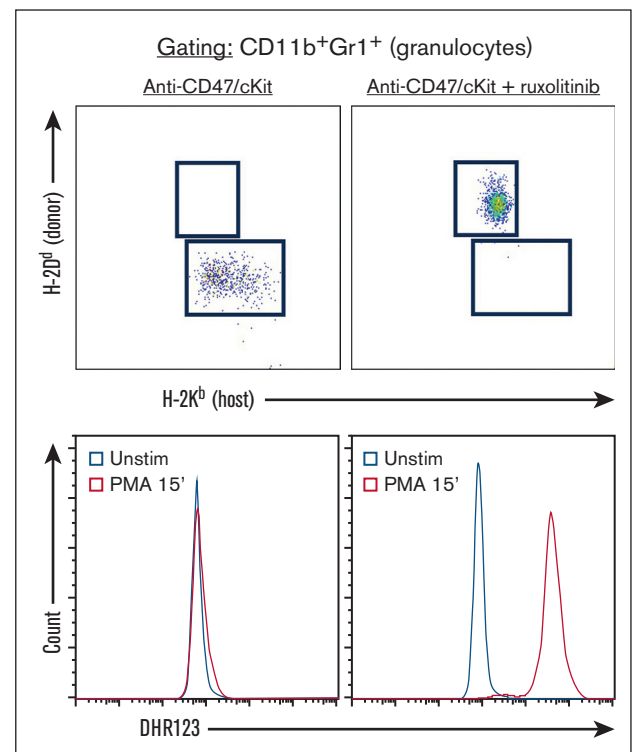 Gating: CD11b⁺Gr1⁺ (granulocytes)
Anti-CD47/cKit
Anti-CD47/cKit + ruxolitinib
H-2Dᵈ (donor)
H-2Kᵇ (host)
Unstim
PMA 15'
Unstim
PMA 15'
Count
DHR123